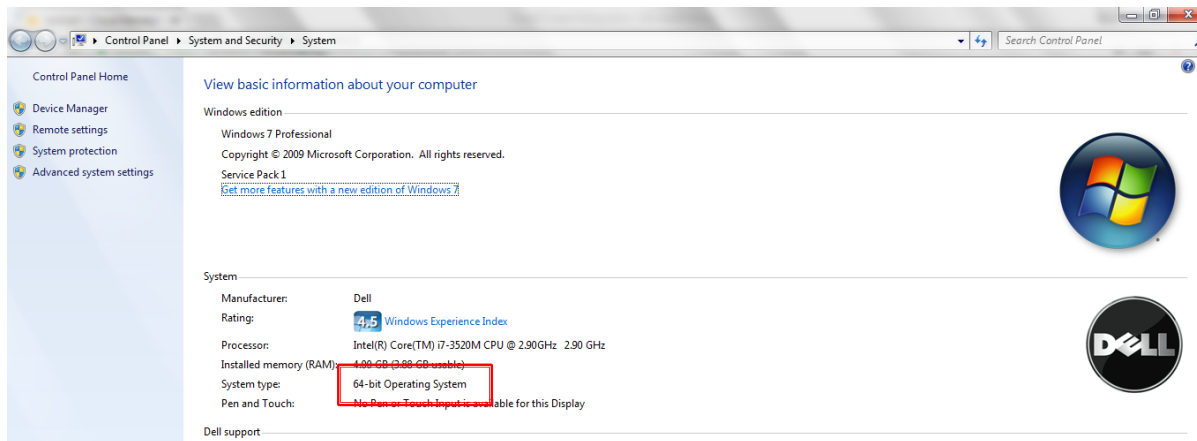 Control Panel ▸ System and Security ▸ System
Search Control Panel
Control Panel Home
Device Manager
Remote settings
System protection
Advanced system settings
View basic information about your computer
Windows edition
Windows 7 Professional
Copyright © 2009 Microsoft Corporation. All rights reserved.
Service Pack 1
Get more features with a new edition of Windows 7
System
Manufacturer: Dell
Rating: 4.5 Windows Experience Index
Processor: Intel(R) Core(TM) i7-3520M CPU @ 2.90GHz 2.90 GHz
Installed memory (RAM): 4.00 GB (3.88 GB usable)
System type: 64-bit Operating System
Pen and Touch: No Pen or Touch Input is available for this Display
DELL
Dell support